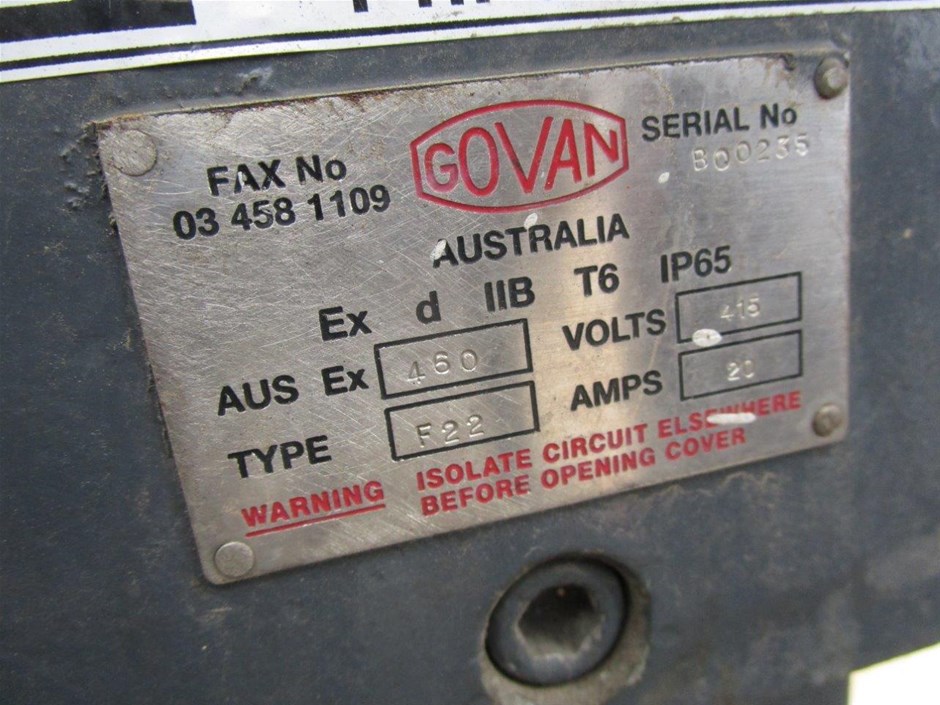 GOVAN
AUSTRALIA
FAX No
03 458 1109
SERIAL No
B00235
Ex d IIB T6 IP65
AUS Ex 460
VOLTS 415
TYPE F22
AMPS 20
WARNING ISOLATE CIRCUIT ELSEWHERE
BEFORE OPENING COVER